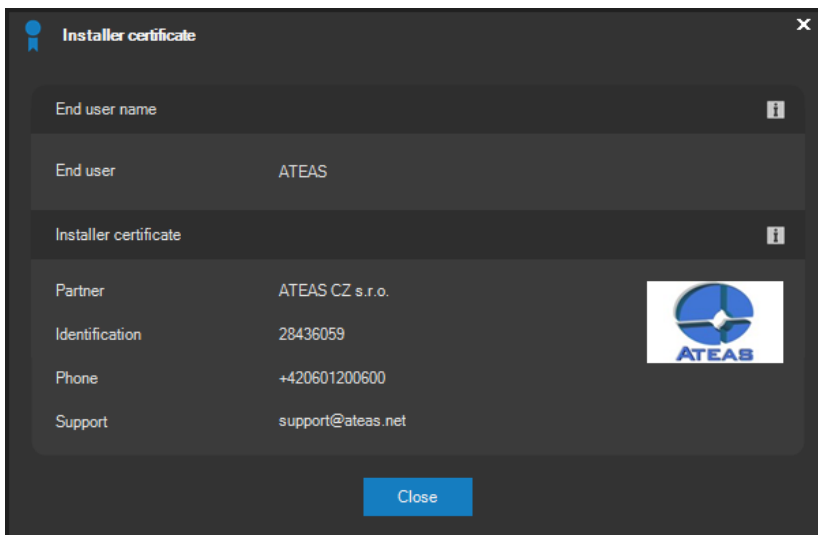 Installer certificate
End user name
End user ATEAS
Installer certificate
Partner ATEAS CZ s.r.o.
Identification 28436059
Phone +420601200600
Support support@ateas.net
ATEAS
Close